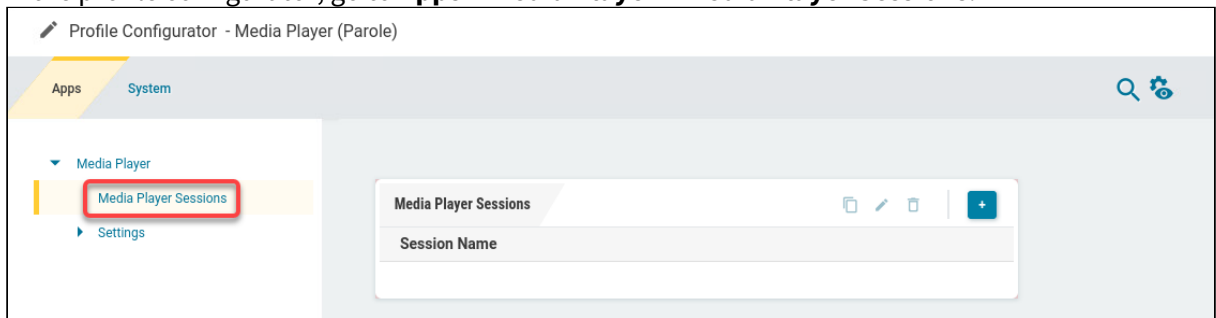 Profile Configurator - Media Player (Parole)
Apps System
Media Player
Media Player Sessions
Settings
Media Player Sessions
+
Session Name